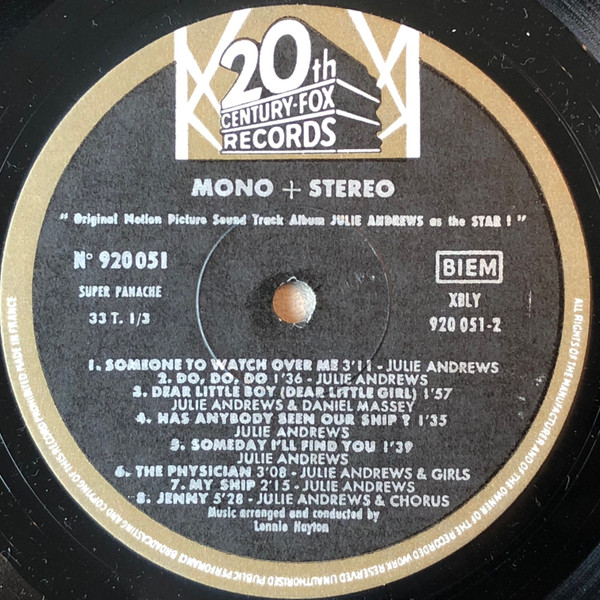 20th
CENTURY-FOX
RECORDS
MONO + STEREO
" Original Motion Picture Sound Track Album JULIE ANDREWS as the STAR ! "
N° 920 051
SUPER PANACHE
33 T. 1/3
BIEM
XBLY
920 051-2
1. SOMEONE TO WATCH OVER ME 3'11 - JULIE ANDREWS
2. DO, DO, DO 1'36 - JULIE ANDREWS
3. DEAR LITTLE BOY (DEAR LITTLE GIRL) 1'57
JULIE ANDREWS & DANIEL MASSEY
4. HAS ANYBODY SEEN OUR SHIP ? 1'35
JULIE ANDREWS
5. SOMEDAY I'LL FIND YOU 1'39
JULIE ANDREWS
6. THE PHYSICIAN 3'08 - JULIE ANDREWS & GIRLS
7. MY SHIP 2'15 - JULIE ANDREWS
8. JENNY 5'28 - JULIE ANDREWS & CHORUS
Music arranged and conducted by
Lennie Hayton
ALL RIGHTS OF THE MANUFACTURER AND OF THE OWNER OF THE RECORDED WORK RESERVED UNAUTHORISED PUBLIC PERFORMANCE BROADCASTING AND COPYING OF THIS RECORD PROHIBITED MADE IN FRANCE